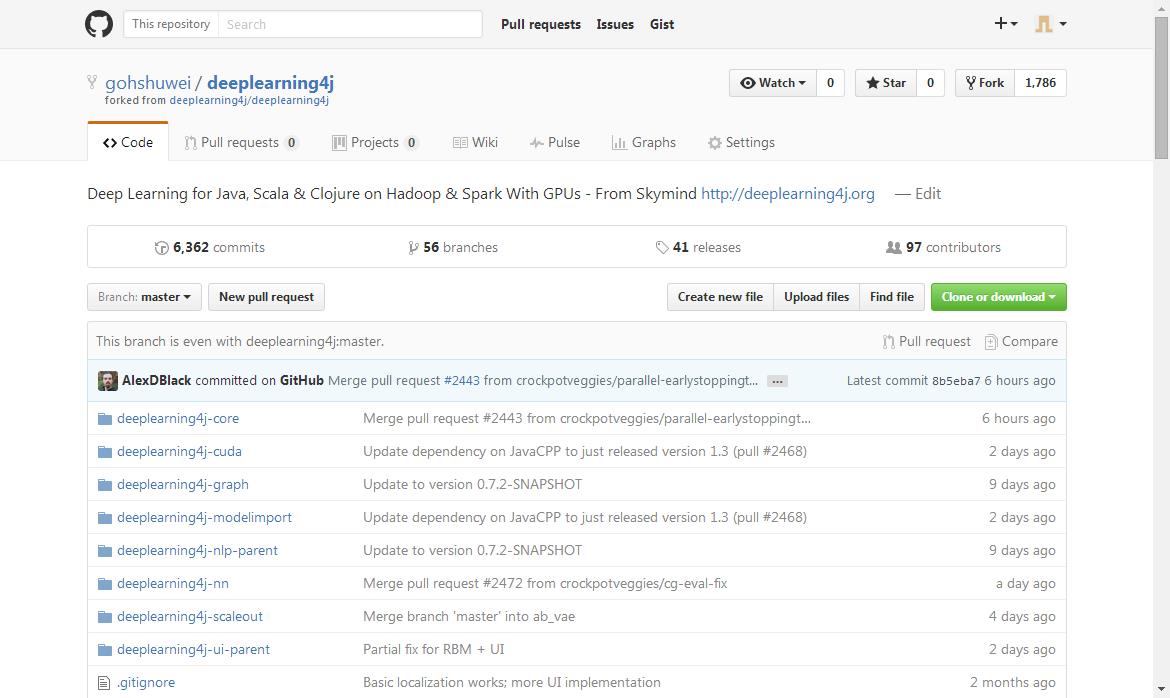 This repository Search Pull requests Issues Gist
gohshuwei / deeplearning4j Watch 0 Star 0 Fork 1,786
forked from deeplearning4j/deeplearning4j
Code Pull requests 0 Projects 0 Wiki Pulse Graphs Settings
Deep Learning for Java, Scala & Clojure on Hadoop & Spark With GPUs - From Skymind http://deeplearning4j.org — Edit
6,362 commits 56 branches 41 releases 97 contributors
Branch: master New pull request Create new file Upload files Find file Clone or download
This branch is even with deeplearning4j:master. Pull request Compare
AlexDBlack committed on GitHub Merge pull request #2443 from crockpotveggies/parallel-earlystoppingt... ... Latest commit 8b5eba7 6 hours ago
deeplearning4j-core Merge pull request #2443 from crockpotveggies/parallel-earlystoppingt... 6 hours ago
deeplearning4j-cuda Update dependency on JavaCPP to just released version 1.3 (pull #2468) 2 days ago
deeplearning4j-graph Update to version 0.7.2-SNAPSHOT 9 days ago
deeplearning4j-modelimport Update dependency on JavaCPP to just released version 1.3 (pull #2468) 2 days ago
deeplearning4j-nlp-parent Update to version 0.7.2-SNAPSHOT 9 days ago
deeplearning4j-nn Merge pull request #2472 from crockpotveggies/cg-eval-fix a day ago
deeplearning4j-scaleout Merge branch 'master' into ab_vae 4 days ago
deeplearning4j-ui-parent Partial fix for RBM + UI 2 days ago
.gitignore Basic localization works; more UI implementation 2 months ago